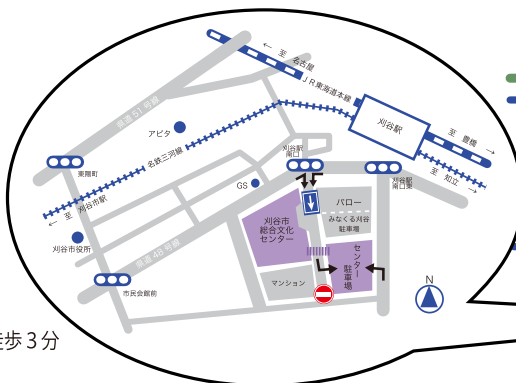 ← 至 名古屋
JR東海道本線
県道51号線
刈谷駅
至 豊橋 →
至 知立 →
アピタ
名鉄三河線
東陽町
刈谷駅
南口
刈谷駅
南口東
← 至 刈谷市駅
GS
バロー
みなくる刈谷
駐車場
刈谷市
総合文化
センター
刈谷市役所
県道48号線
センター
駐車場
マンション
市民会館前
N
徒歩3分